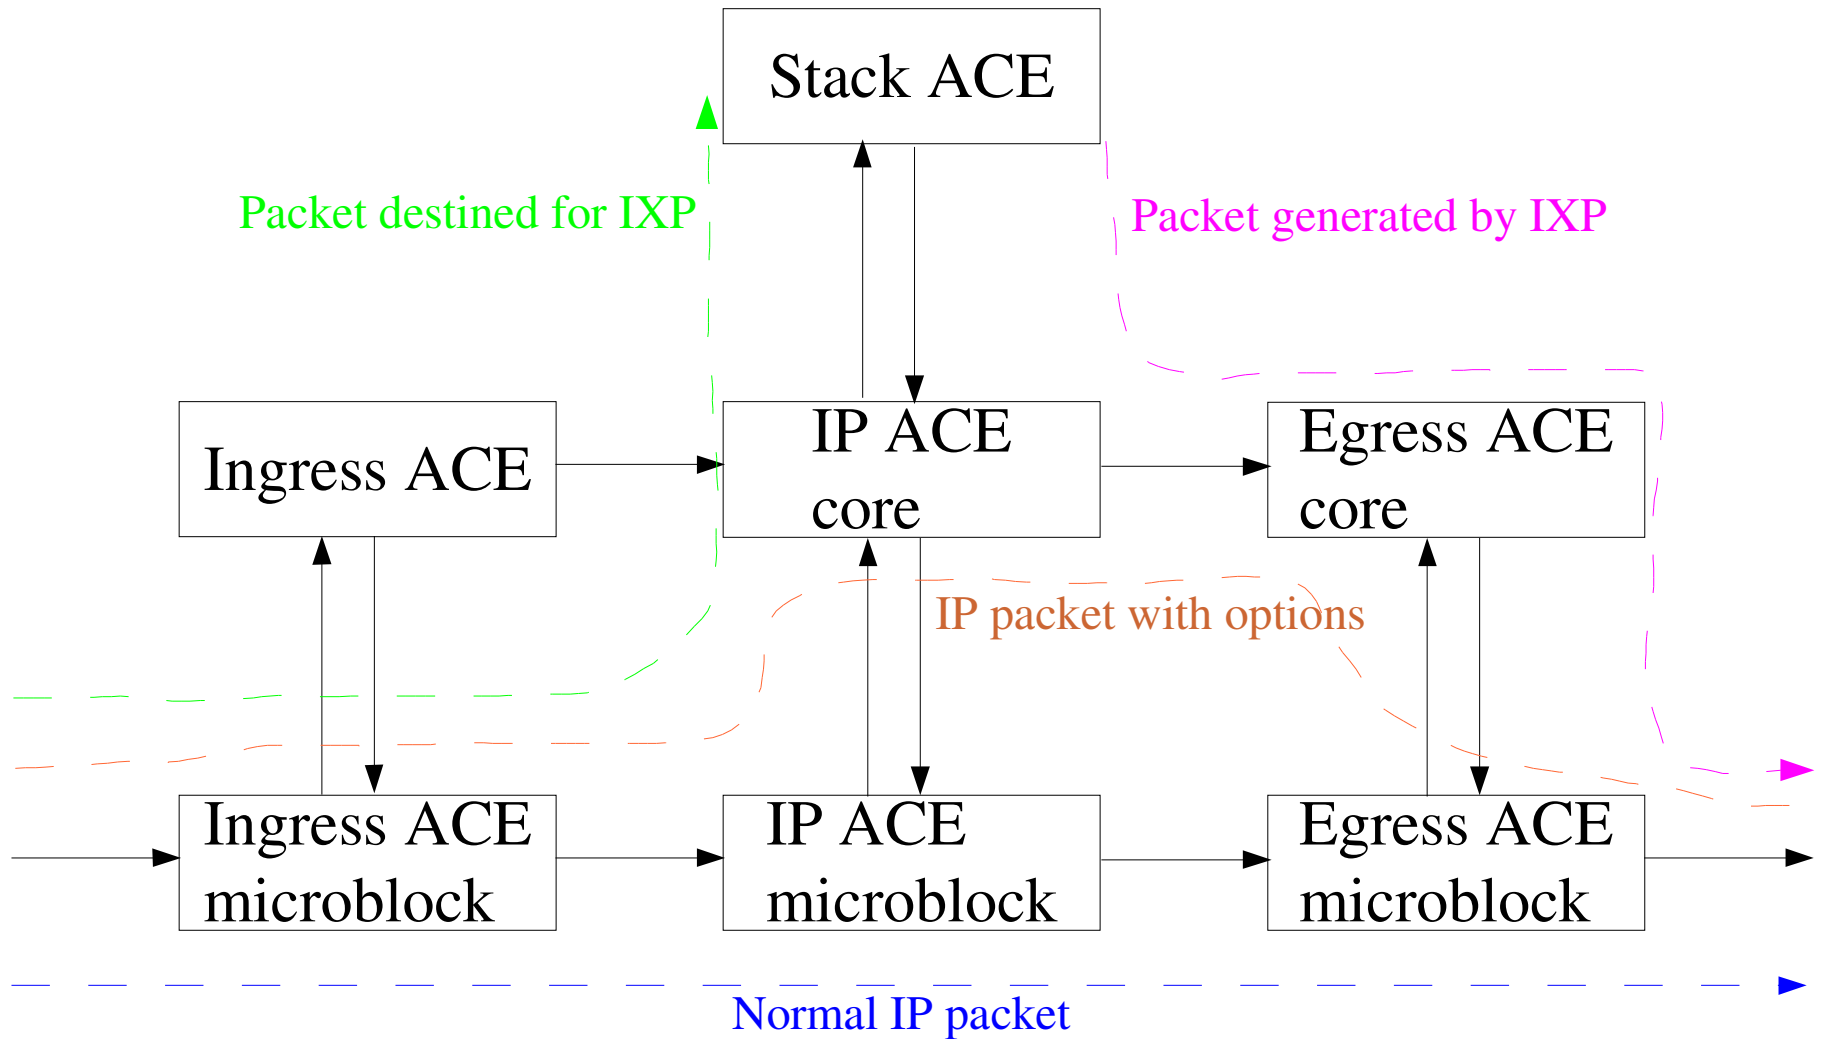 Stack ACE
Packet destined for IXP
Packet generated by IXP
Ingress ACE
IP ACE
core
Egress ACE
core
IP packet with options
Ingress ACE
microblock
IP ACE
microblock
Egress ACE
microblock
Normal IP packet